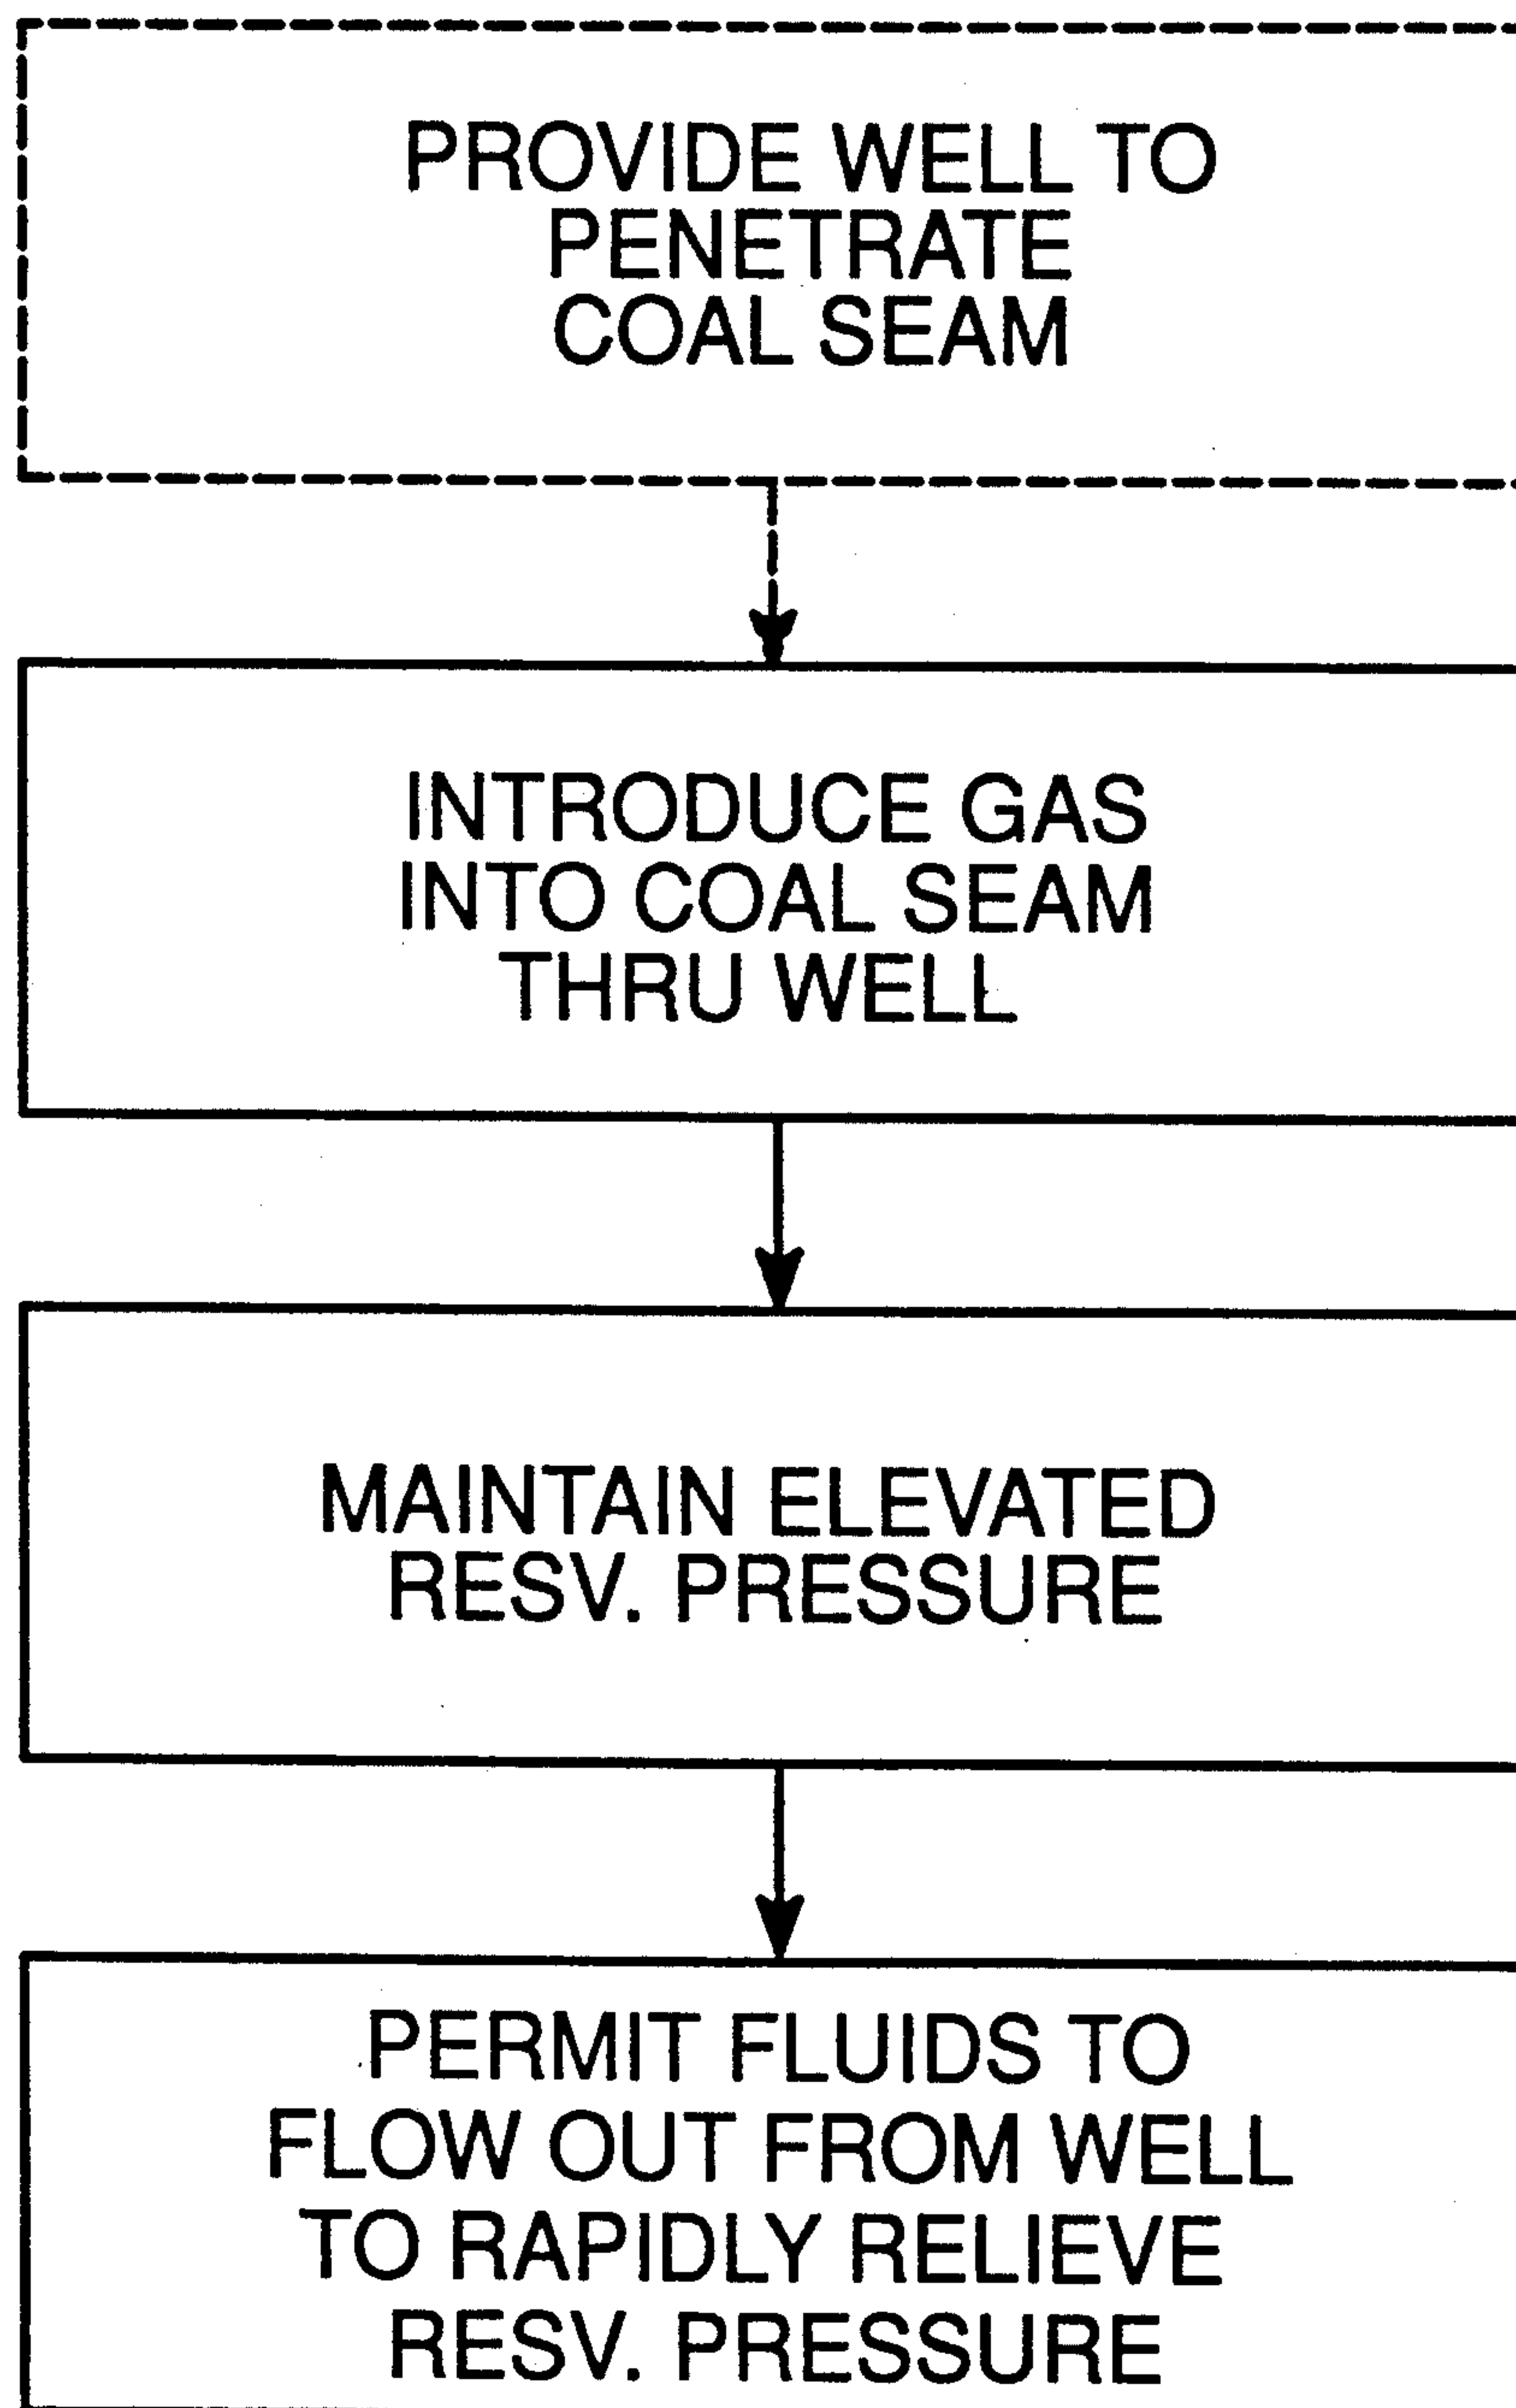 PROVIDE WELL TO
PENETRATE
COAL SEAM
INTRODUCE GAS
INTO COAL SEAM
THRU WELL
MAINTAIN ELEVATED
RESV. PRESSURE
PERMIT FLUIDS TO
FLOW OUT FROM WELL
TO RAPIDLY RELIEVE
RESV. PRESSURE